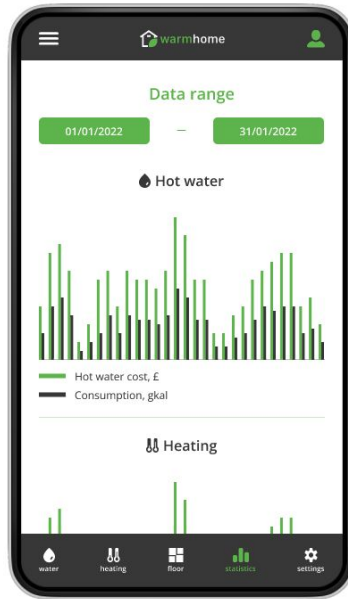 warmhome
Data range
01/01/2022 – 31/01/2022
Hot water
Hot water cost, £
Consumption, gkal
Heating
water heating floor statistics settings